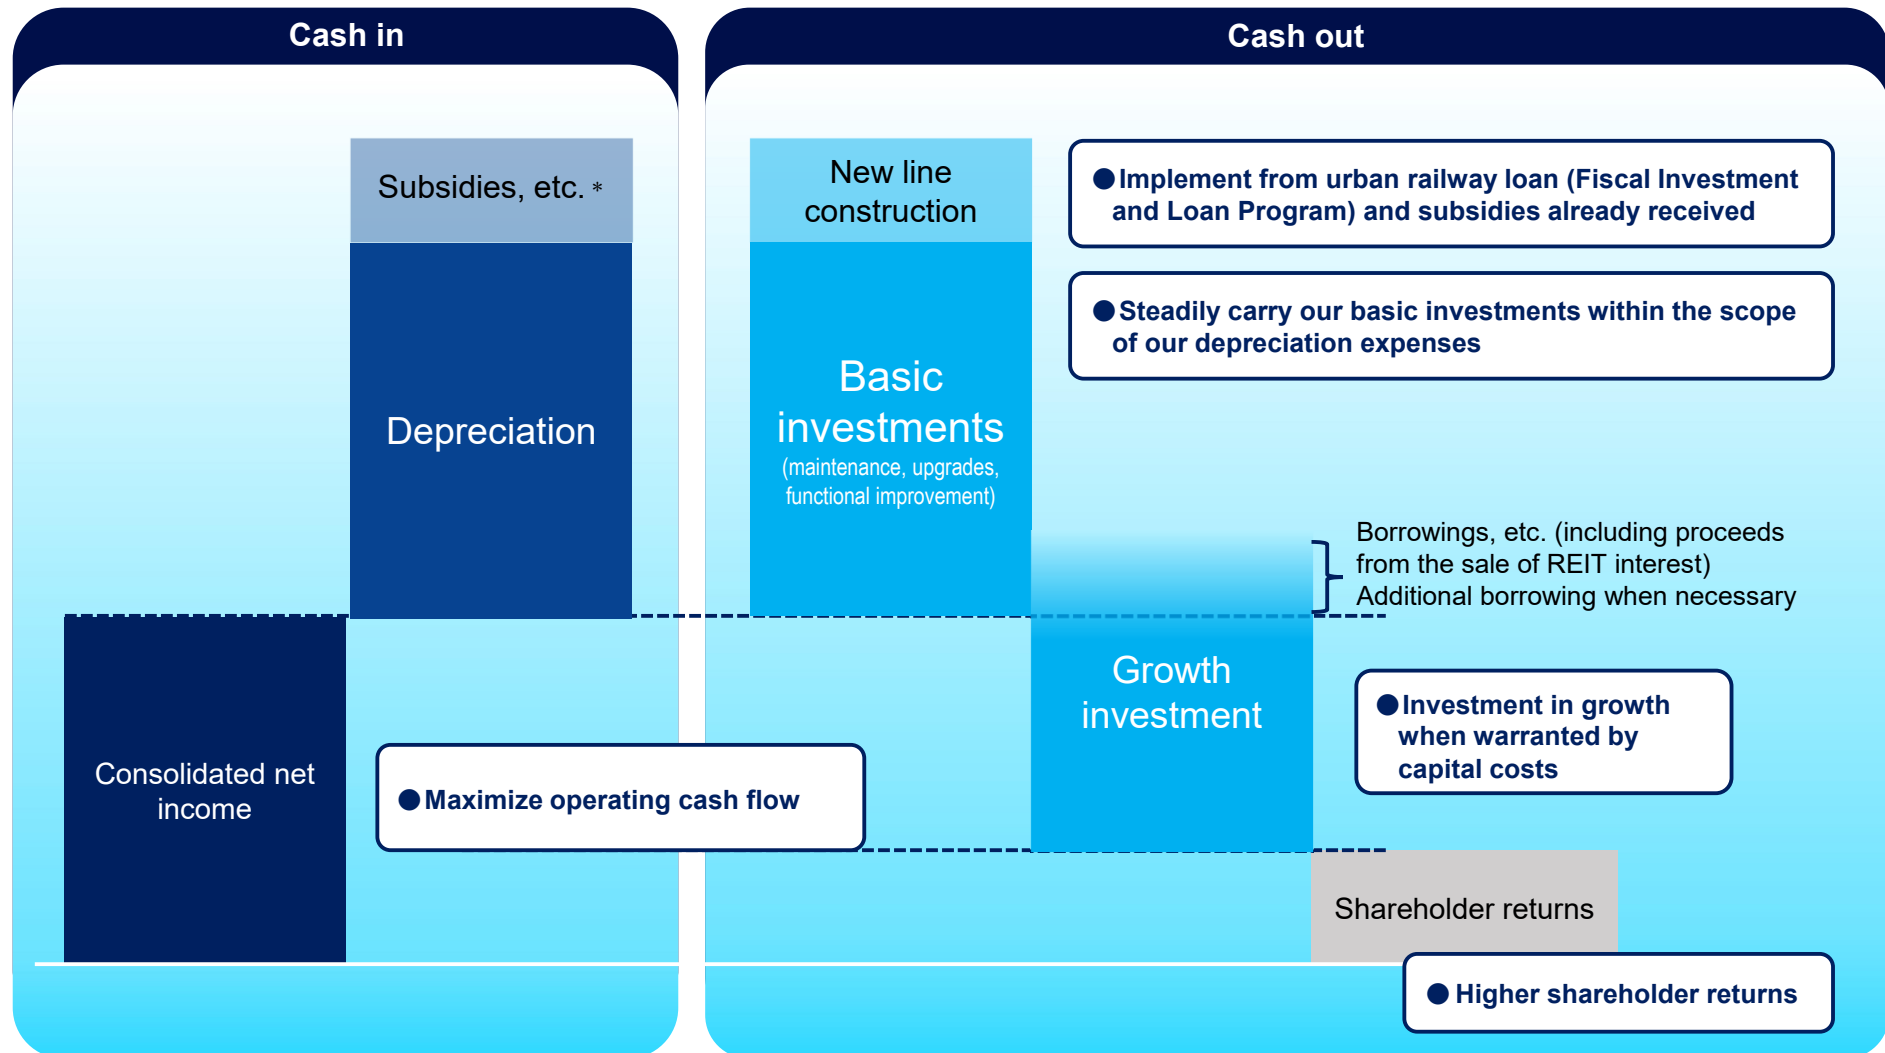 Cash in
Cash out
Subsidies, etc. *
Depreciation
Consolidated net
income
● Maximize operating cash flow
New line
construction
Basic
investments
(maintenance, upgrades,
functional improvement)
Growth
investment
Shareholder returns
● Implement from urban railway loan (Fiscal Investment
and Loan Program) and subsidies already received
● Steadily carry our basic investments within the scope
of our depreciation expenses
Borrowings, etc. (including proceeds
from the sale of REIT interest)
Additional borrowing when necessary
● Investment in growth
when warranted by
capital costs
● Higher shareholder returns